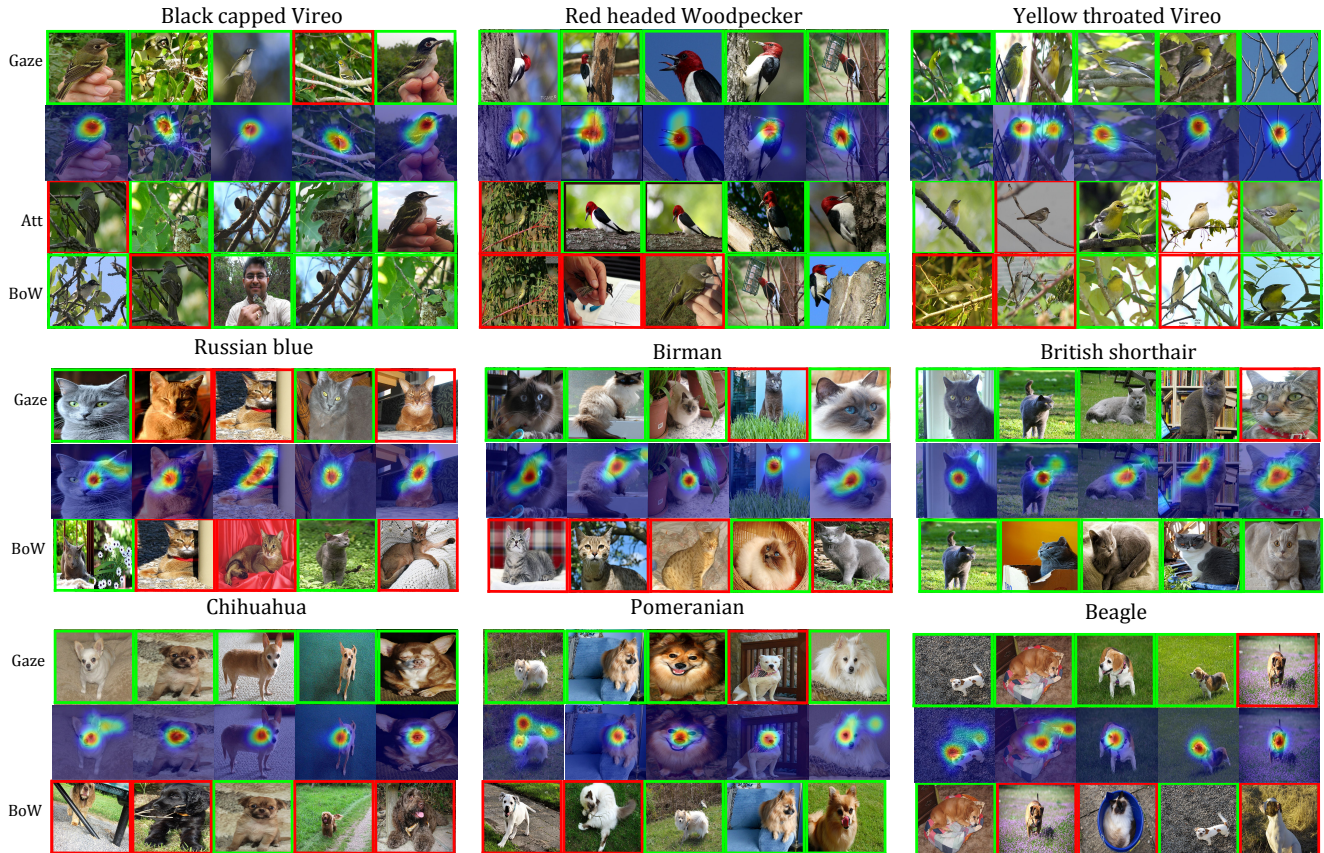 Black capped Vireo
Red headed Woodpecker
Yellow throated Vireo
Gaze
Att
BoW
Russian blue
Birman
British shorthair
Gaze
BoW
Chihuahua
Pomeranian
Beagle
Gaze
BoW